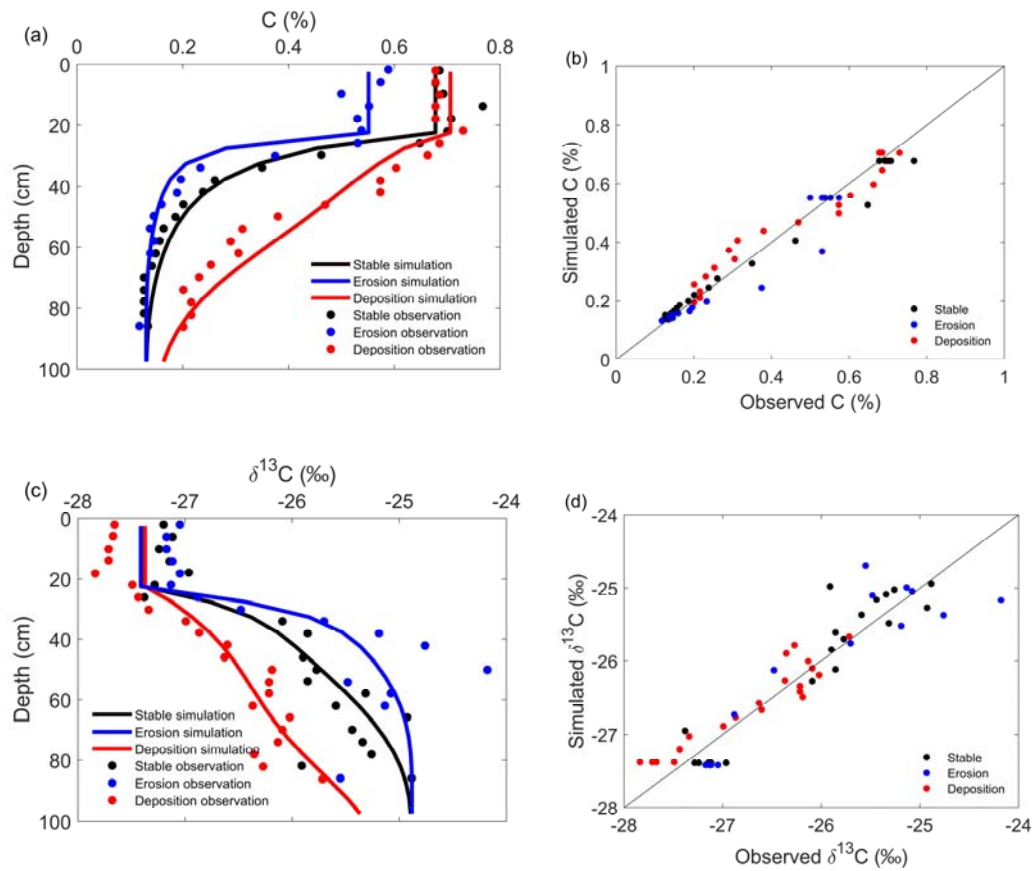 (a)
C (%)
0 0.2 0.4 0.6 0.8
0
20
40
60
80
100
Depth (cm)
Stable simulation
Erosion simulation
Deposition simulation
Stable observation
Erosion observation
Deposition observation
(b)
1
0.8
0.6
0.4
0.2
0
Simulated C (%)
Stable
Erosion
Deposition
0 0.2 0.4 0.6 0.8 1
Observed C (%)
(c)
δ13C (‰)
-28 -27 -26 -25 -24
0
20
40
60
80
100
Depth (cm)
Stable simulation
Erosion simulation
Deposition simulation
Stable observation
Erosion observation
Deposition observation
(d)
-24
-25
-26
-27
-28
Simulated δ13C (‰)
Stable
Erosion
Deposition
-28 -27 -26 -25 -24
Observed δ13C (‰)